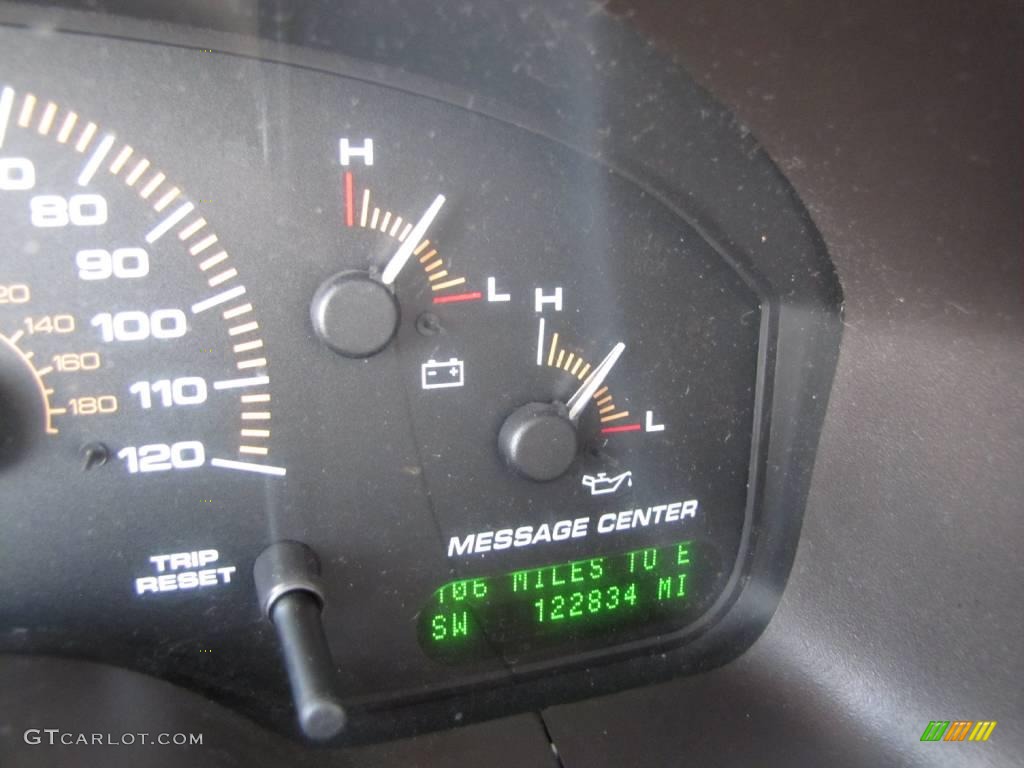 H
80
90
100
110
120
140
160
180
L
H
L
TRIP
RESET
MESSAGE CENTER
106 MILES TO E
SW 122834 MI
GTCARLOT.COM